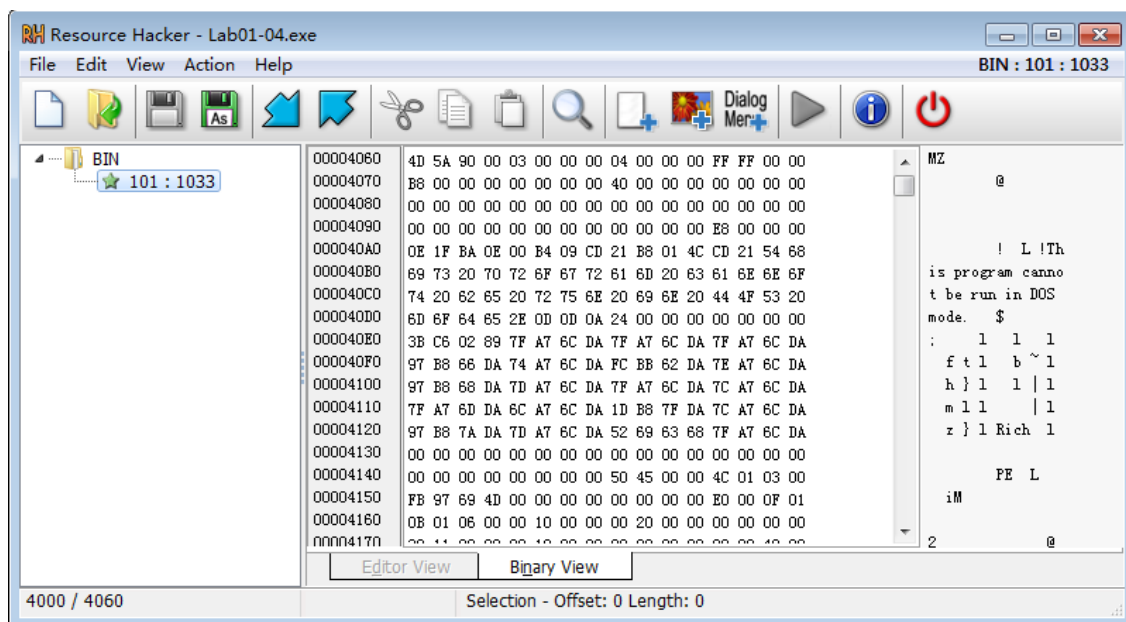 Resource Hacker - Lab01-04.exe
File Edit View Action Help BIN : 101 : 1033
As
Dialog
BIN
101 : 1033
00004060 4D 5A 90 00 03 00 00 00 04 00 00 00 FF FF 00 00 MZ
00004070 B8 00 00 00 00 00 00 00 40 00 00 00 00 00 00 00 @
00004080 00 00 00 00 00 00 00 00 00 00 00 00 00 00 00 00
00004090 00 00 00 00 00 00 00 00 00 00 00 00 E8 00 00 00
000040A0 0E 1F BA 0E 00 B4 09 CD 21 B8 01 4C CD 21 54 68 ! L !Th
000040B0 69 73 20 70 72 6F 67 72 61 6D 20 63 61 6E 6E 6F is program canno
000040C0 74 20 62 65 20 72 75 6E 20 69 6E 20 44 4F 53 20 t be run in DOS
000040D0 6D 6F 64 65 2E 0D 0D 0A 24 00 00 00 00 00 00 00 mode. $
000040E0 3B C6 02 89 7F A7 6C DA 7F A7 6C DA 7F A7 6C DA ; l l l
000040F0 97 B8 66 DA 74 A7 6C DA FC BB 62 DA 7E A7 6C DA f t l b ~ l
00004100 97 B8 68 DA 7D A7 6C DA 7F A7 6C DA 7C A7 6C DA h } l l | l
00004110 7F A7 6D DA 6C A7 6C DA 1D B8 7F DA 7C A7 6C DA m l l | l
00004120 97 B8 7A DA 7D A7 6C DA 52 69 63 68 7F A7 6C DA z } l Rich l
00004130 00 00 00 00 00 00 00 00 00 00 00 00 00 00 00 00
00004140 00 00 00 00 00 00 00 00 50 45 00 00 4C 01 03 00 PE L
00004150 FB 97 69 4D 00 00 00 00 00 00 00 00 E0 00 0F 01 iM
00004160 0B 01 06 00 00 10 00 00 00 20 00 00 00 00 00 00
00004170 2 @
Editor View Binary View
4000 / 4060 Selection - Offset: 0 Length: 0